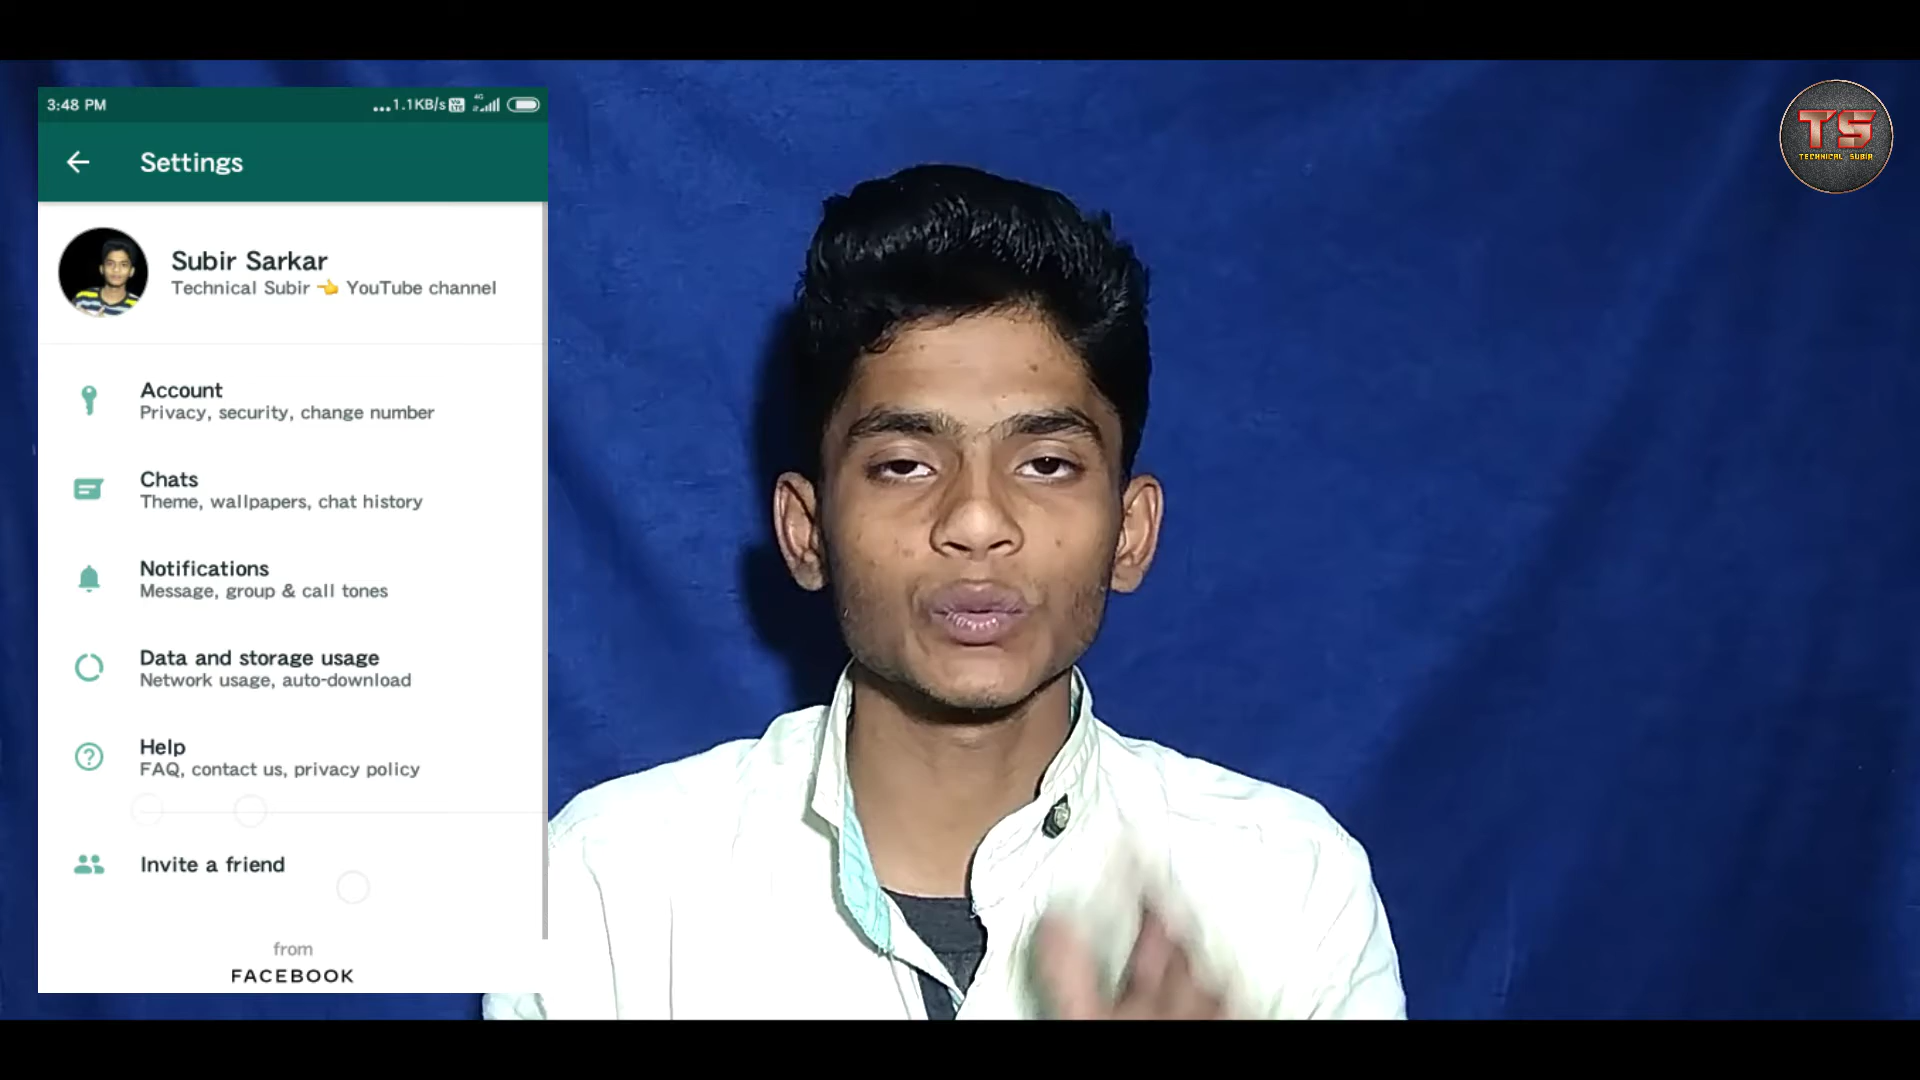 3:48 PM
...1.1KB/s
4G
Settings
Subir Sarkar
Technical Subir 👈 YouTube channel
Account
Privacy, security, change number
Chats
Theme, wallpapers, chat history
Notifications
Message, group & call tones
Data and storage usage
Network usage, auto-download
Help
FAQ, contact us, privacy policy
Invite a friend
from
FACEBOOK
TS
TECHNICAL SUBIR